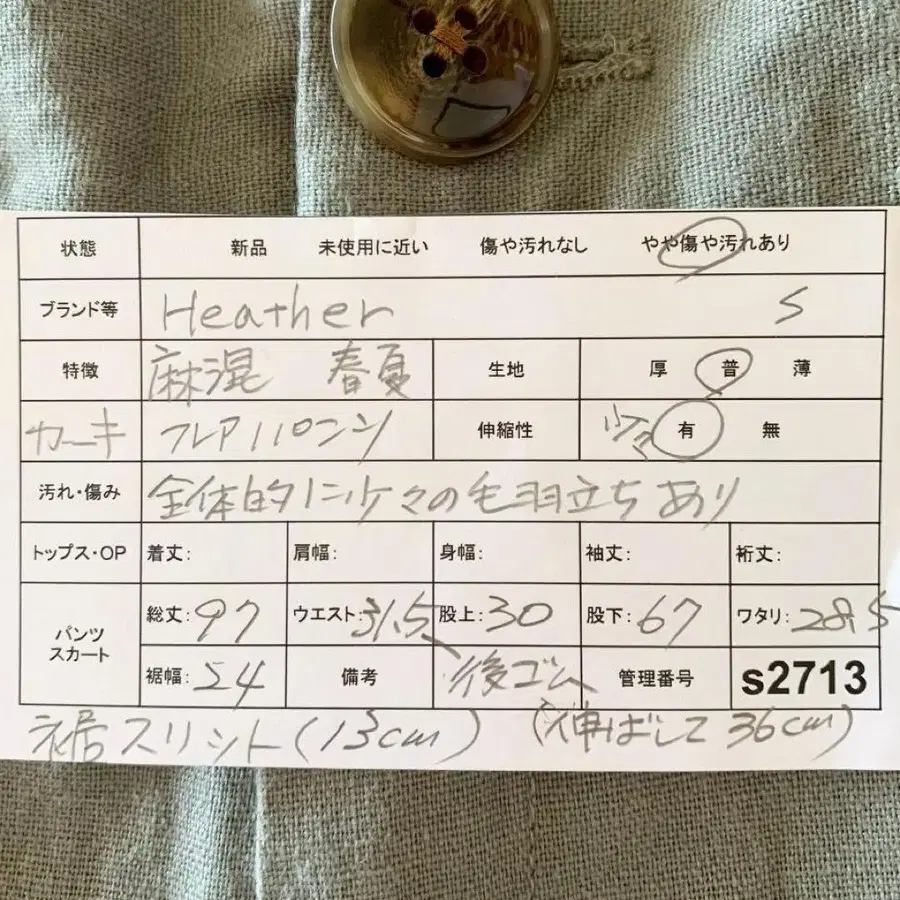 状態 新品 未使用に近い 傷や汚れなし やや傷や汚れあり
ブランド等 Heather S
特徴 麻混 春夏 生地 厚 普 薄
カーキ フレアパンツ 伸縮性 少々 有 無
汚れ・傷み 全体的に少々の毛羽立ちあり
トップス・OP 着丈: 肩幅: 身幅: 袖丈: 裄丈:
パンツ スカート 総丈: 97 ウエスト: 31.5 股上: 30 股下: 67 ワタリ: 28.5
裾幅: 24 備考 後ゴム 管理番号 s2713
裾スリット(13cm) (伸ばして36cm)